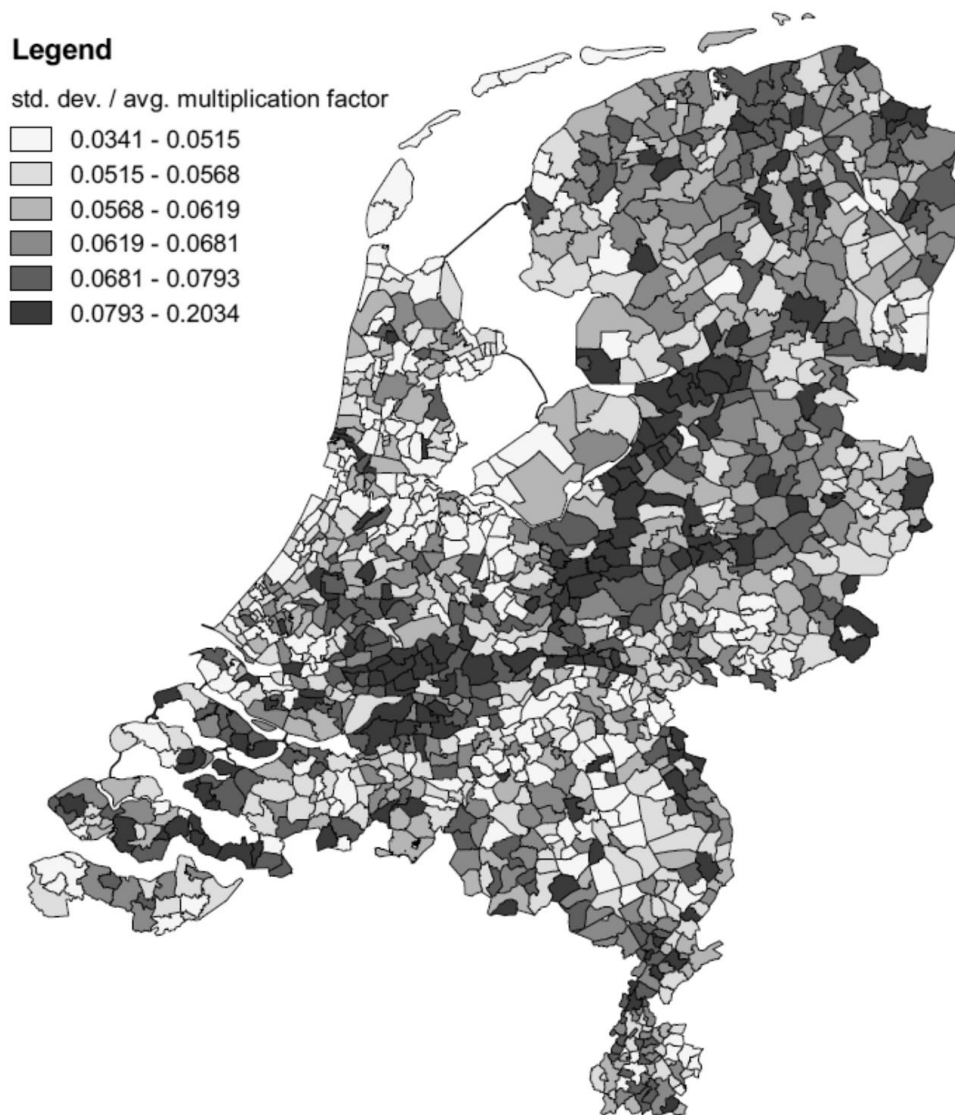 Legend
std. dev. / avg. multiplication factor
0.0341 - 0.0515
0.0515 - 0.0568
0.0568 - 0.0619
0.0619 - 0.0681
0.0681 - 0.0793
0.0793 - 0.2034